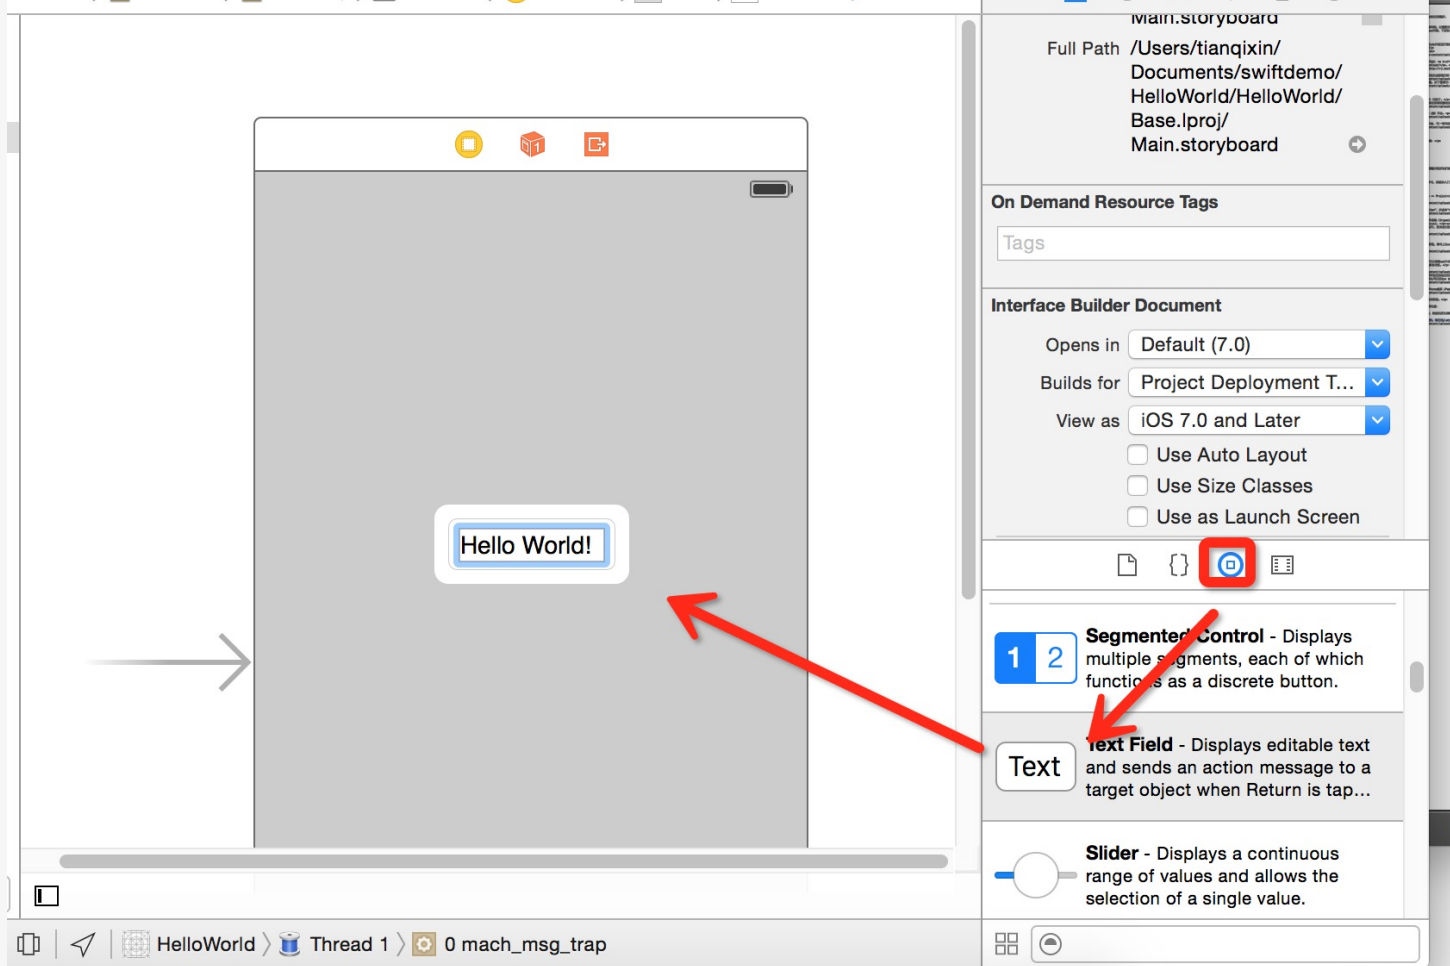 Main.storyboard
Full Path /Users/tianqixin/
Documents/swiftdemo/
HelloWorld/HelloWorld/
Base.lproj/
Main.storyboard
On Demand Resource Tags
Tags
Interface Builder Document
Opens in Default (7.0)
Builds for Project Deployment T...
View as iOS 7.0 and Later
Use Auto Layout
Use Size Classes
Use as Launch Screen
Hello World!
{}
1 2
Segmented Control - Displays
multiple segments, each of which
functions as a discrete button.
Text
Text Field - Displays editable text
and sends an action message to a
target object when Return is tap...
Slider - Displays a continuous
range of values and allows the
selection of a single value.
HelloWorld Thread 1 0 mach_msg_trap